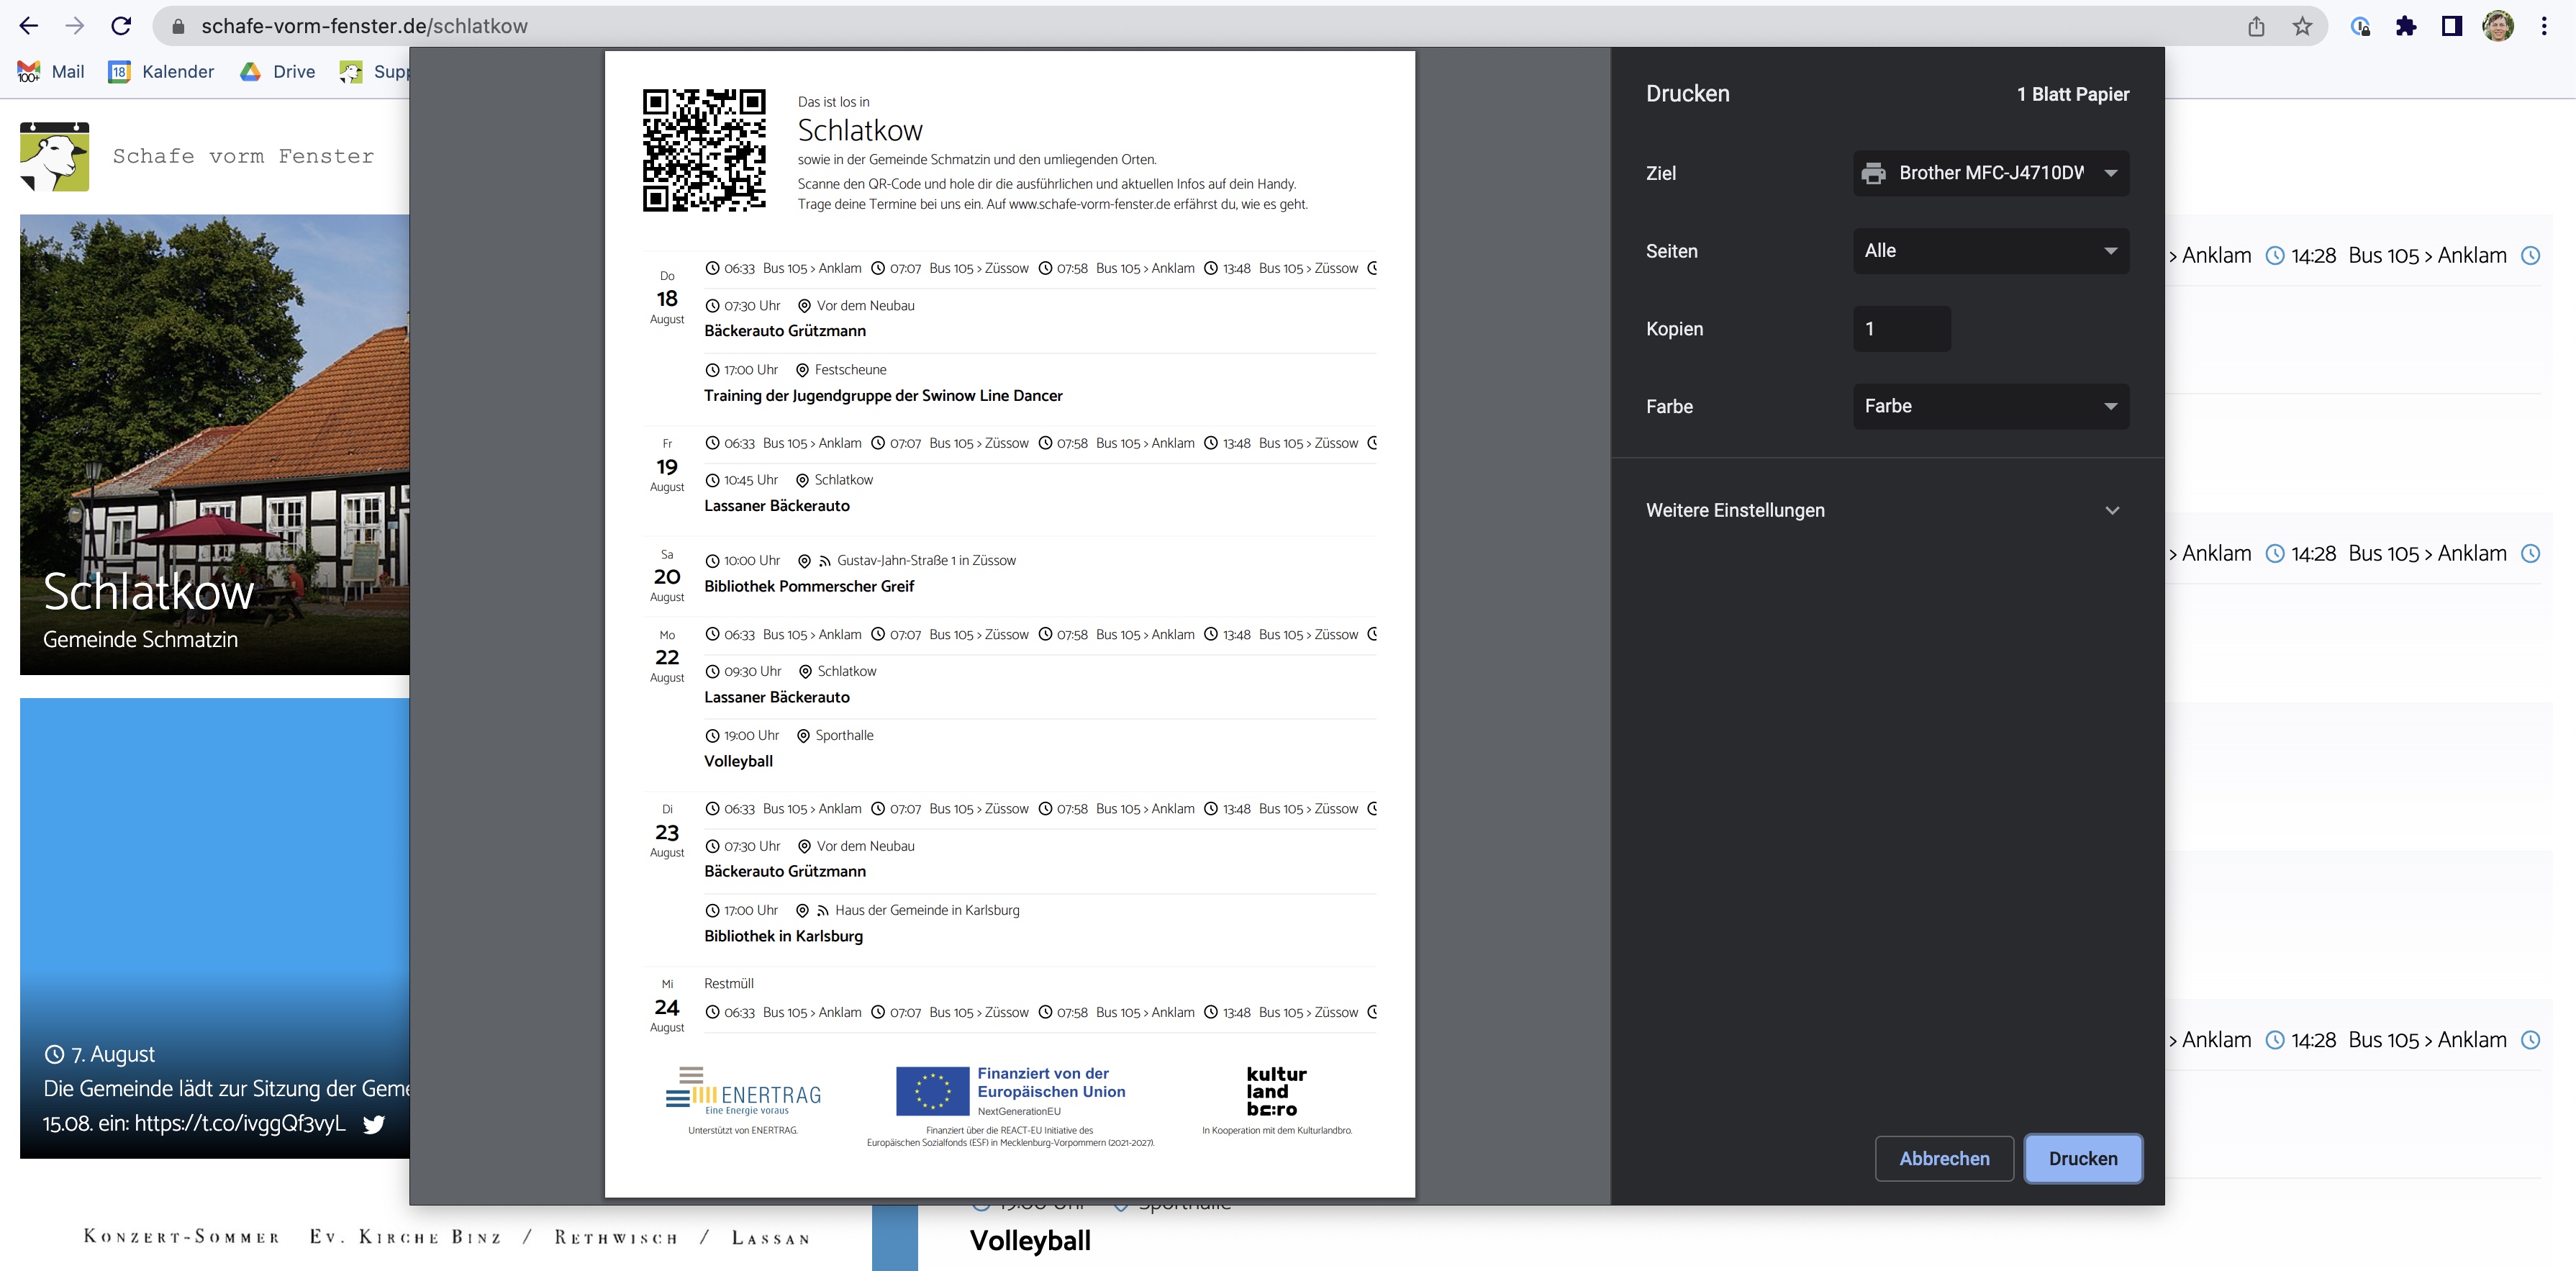 schafe-vorm-fenster.de/schlatkow
Mail
Kalender
Drive
Schafe vorm Fenster
Schlatkow
Gemeinde Schmatzin
7. August
Die Gemeinde lädt zur Sitzung der
15.08. ein: https://t.co/ivggQf3vyL
Konzert-Sommer Ev. Kirche Binz / Rethwisch / Lassan
Das ist los in
Schlatkow
sowie in der Gemeinde Schmatzin und den umliegenden Orten.
Scanne den QR-Code und hole dir die ausführlichen und aktuellen Infos auf dein Handy.
Trage deine Termine bei uns ein. Auf www.schafe-vorm-fenster.de erfährst du, wie es geht.
Do
18
August
06:33 Bus 105 > Anklam 07:07 Bus 105 > Züssow 07:58 Bus 105 > Anklam 13:48 Bus 105 > Züssow
07:30 Uhr Vor dem Neubau
Bäckerauto Grützmann
17:00 Uhr Festscheune
Training der Jugendgruppe der Swinow Line Dancer
Fr
19
August
06:33 Bus 105 > Anklam 07:07 Bus 105 > Züssow 07:58 Bus 105 > Anklam 13:48 Bus 105 > Züssow
10:45 Uhr Schlatkow
Lassaner Bäckerauto
Sa
20
August
10:00 Uhr Gustav-Jahn-Straße 1 in Züssow
Bibliothek Pommerscher Greif
Mo
22
August
06:33 Bus 105 > Anklam 07:07 Bus 105 > Züssow 07:58 Bus 105 > Anklam 13:48 Bus 105 > Züssow
09:30 Uhr Schlatkow
Lassaner Bäckerauto
19:00 Uhr Sporthalle
Volleyball
Di
23
August
06:33 Bus 105 > Anklam 07:07 Bus 105 > Züssow 07:58 Bus 105 > Anklam 13:48 Bus 105 > Züssow
07:30 Uhr Vor dem Neubau
Bäckerauto Grützmann
17:00 Uhr Haus der Gemeinde in Karlsburg
Bibliothek in Karlsburg
Mi
24
August
Restmüll
06:33 Bus 105 > Anklam 07:07 Bus 105 > Züssow 07:58 Bus 105 > Anklam 13:48 Bus 105 > Züssow
ENERTRAG
Eine Energie voraus
Unterstützt von ENERTRAG.
Finanziert von der
Europäischen Union
NextGenerationEU
Finanziert über die REACT-EU Initiative des
Europäischen Sozialfonds (ESF) in Mecklenburg-Vorpommern (2021-2027).
kultur
land
bü:ro
In Kooperation mit dem Kulturlandbro.
Drucken
1 Blatt Papier
Ziel
Brother MFC-J4710DW
Seiten
Alle
Kopien
1
Farbe
Farbe
Weitere Einstellungen
Abbrechen
Drucken
> Anklam 14:28 Bus 105 > Anklam
> Anklam 14:28 Bus 105 > Anklam
> Anklam 14:28 Bus 105 > Anklam
19:00 Uhr Sporthalle
Volleyball